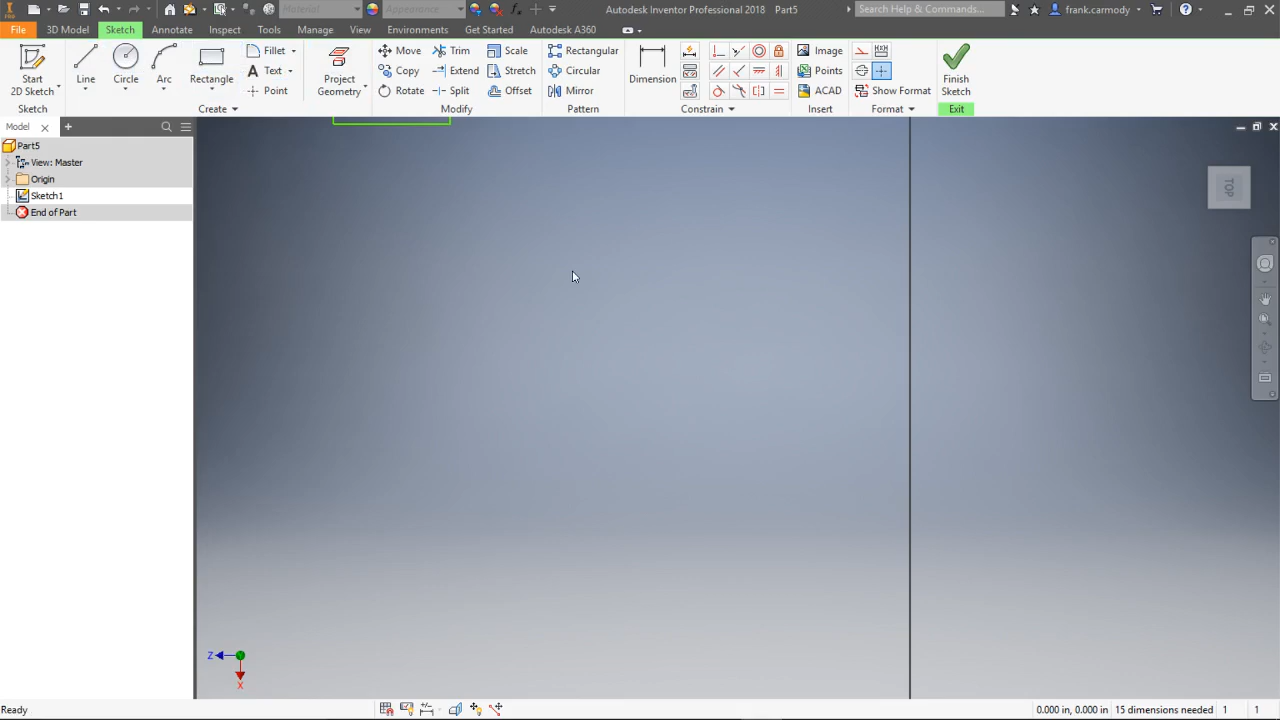 Material Appearance Autodesk Inventor Professional 2018 Part5 Search Help & Commands... frank.carmody
File 3D Model Sketch Annotate Inspect Tools Manage View Environments Get Started Autodesk A360
Start 2D Sketch Line Circle Arc Rectangle Fillet Text Point Project Geometry Move Copy Rotate Trim Extend Split Scale Stretch Offset Rectangular Circular Mirror Dimension Image Points ACAD Show Format Finish Sketch
Sketch Create Modify Pattern Constrain Insert Format Exit
Model
Part5
View: Master
Origin
Sketch1
End of Part
TOP
Z
X
Ready 0.000 in, 0.000 in 15 dimensions needed 1 1